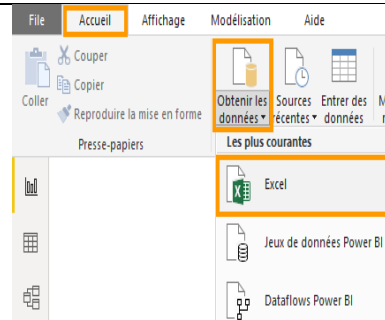 File Accueil Affichage Modélisation Aide
Couper
Copier
Coller
Reproduire la mise en forme
Presse-papiers
Obtenir les données
Sources récentes
Entrer des données
Les plus courantes
Excel
Jeux de données Power BI
Dataflows Power BI